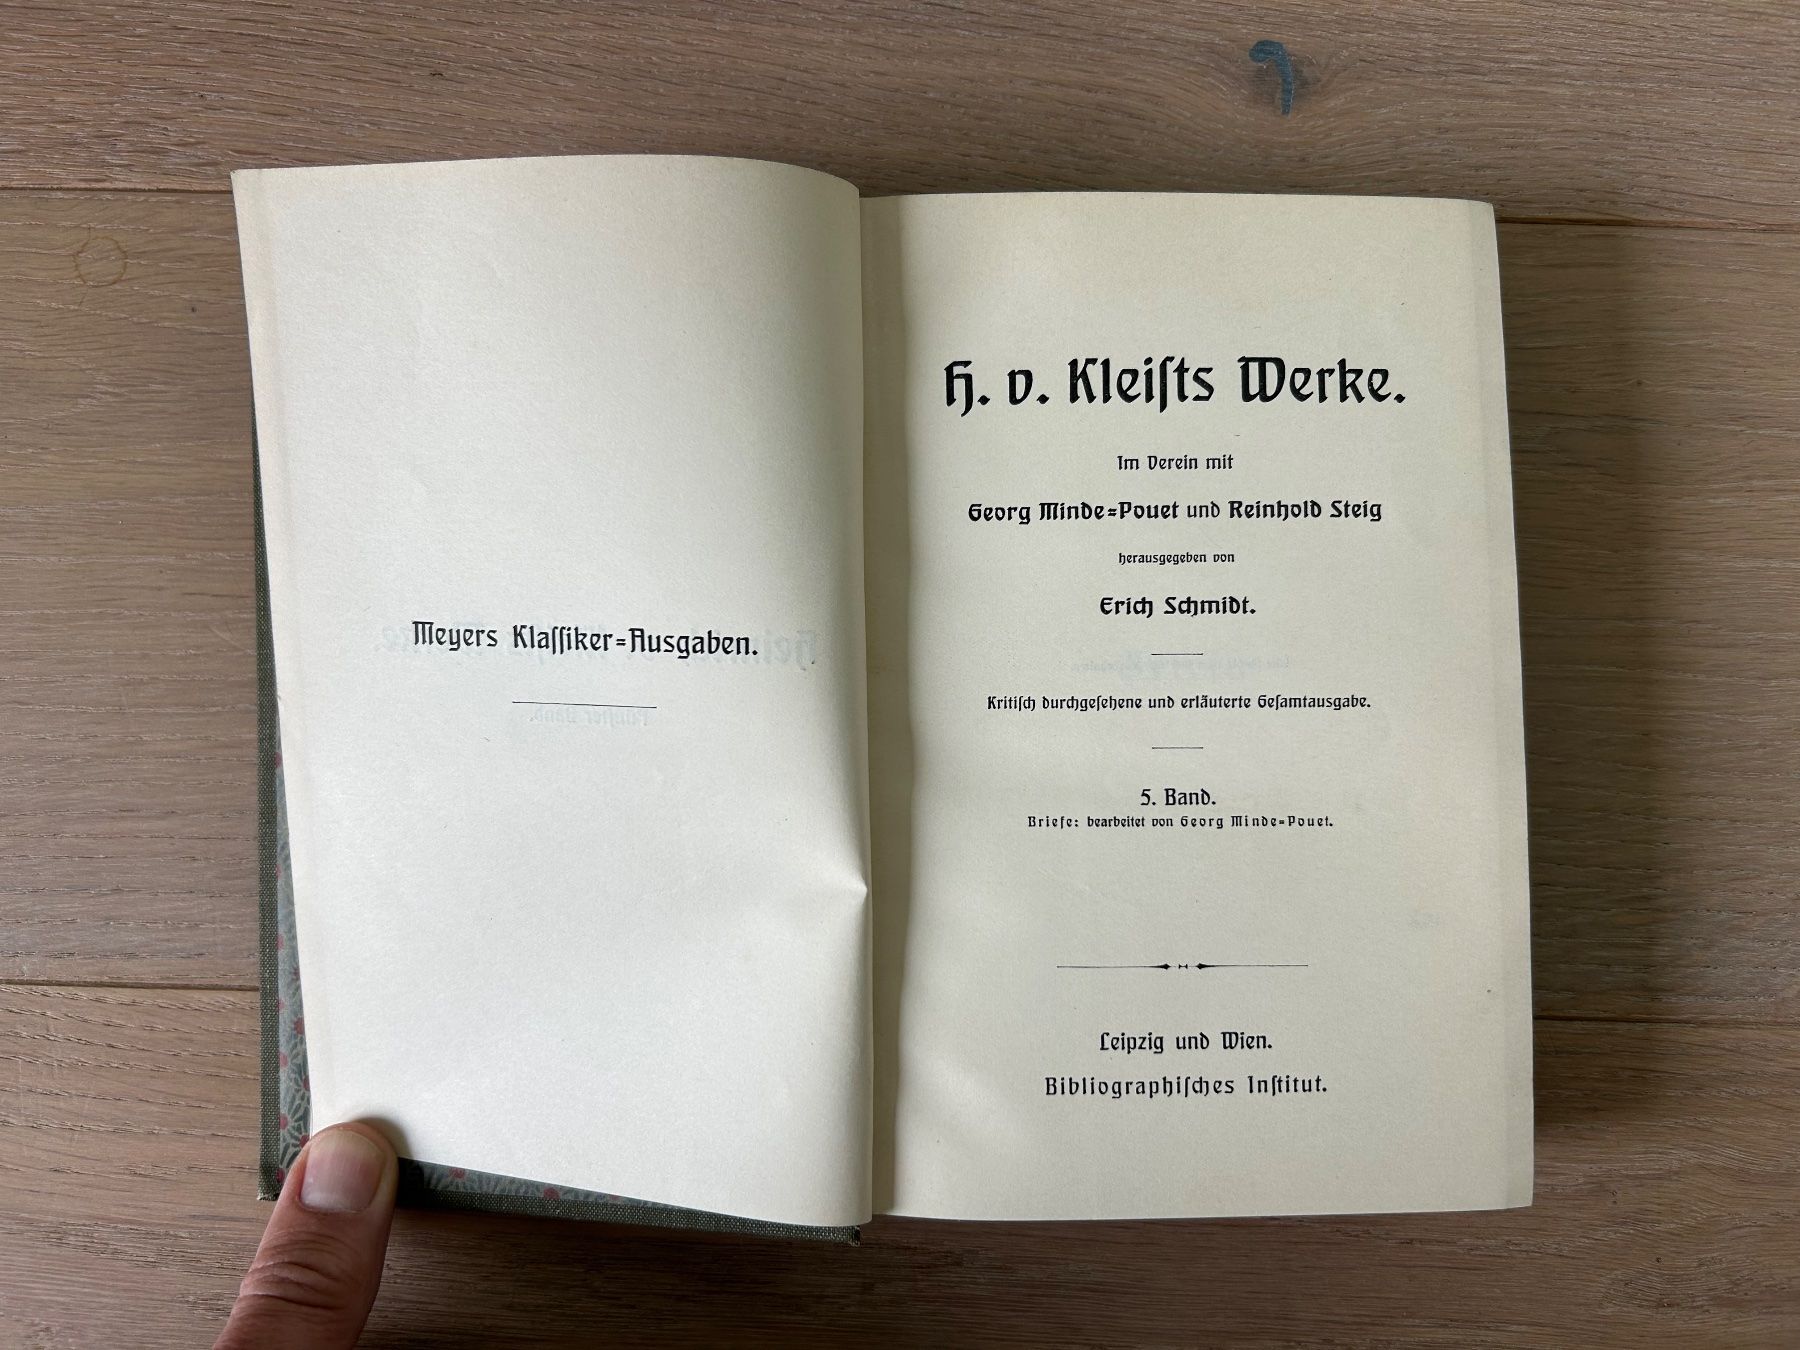 Meyers Klaſſiker=Ausgaben.
H. v. Kleiſts Werke.
Im Verein mit
Georg Minde=Pouet und Reinhold Steig
herausgegeben von
Erich Schmidt.
Kritiſch durchgeſehene und erläuterte Geſamtausgabe.
5. Band.
Briefe: bearbeitet von Georg Minde=Pouet.
Leipzig und Wien.
Bibliographiſches Inſtitut.